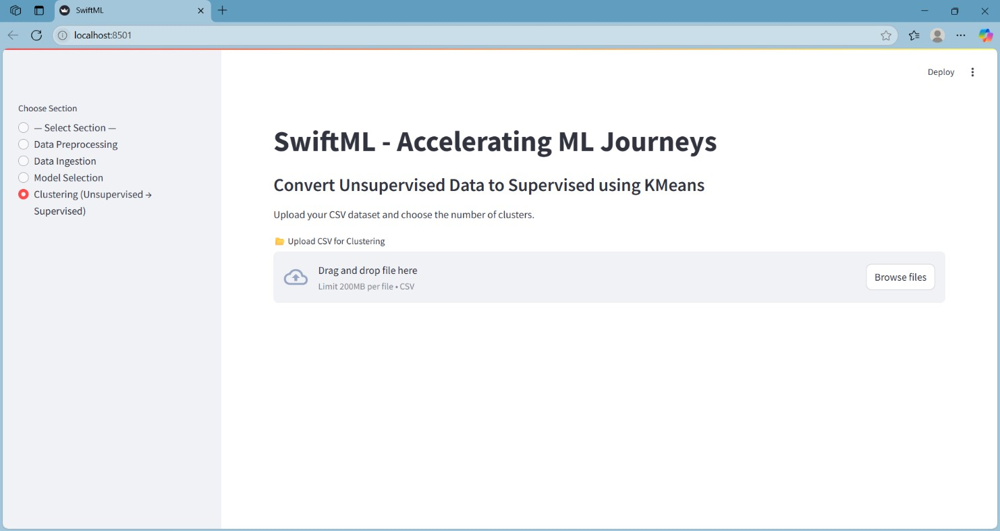 SwiftML
localhost:8501
Deploy
Choose Section
— Select Section —
Data Preprocessing
Data Ingestion
Model Selection
Clustering (Unsupervised →
Supervised)
SwiftML - Accelerating ML Journeys
Convert Unsupervised Data to Supervised using KMeans
Upload your CSV dataset and choose the number of clusters.
Upload CSV for Clustering
Drag and drop file here
Limit 200MB per file • CSV
Browse files